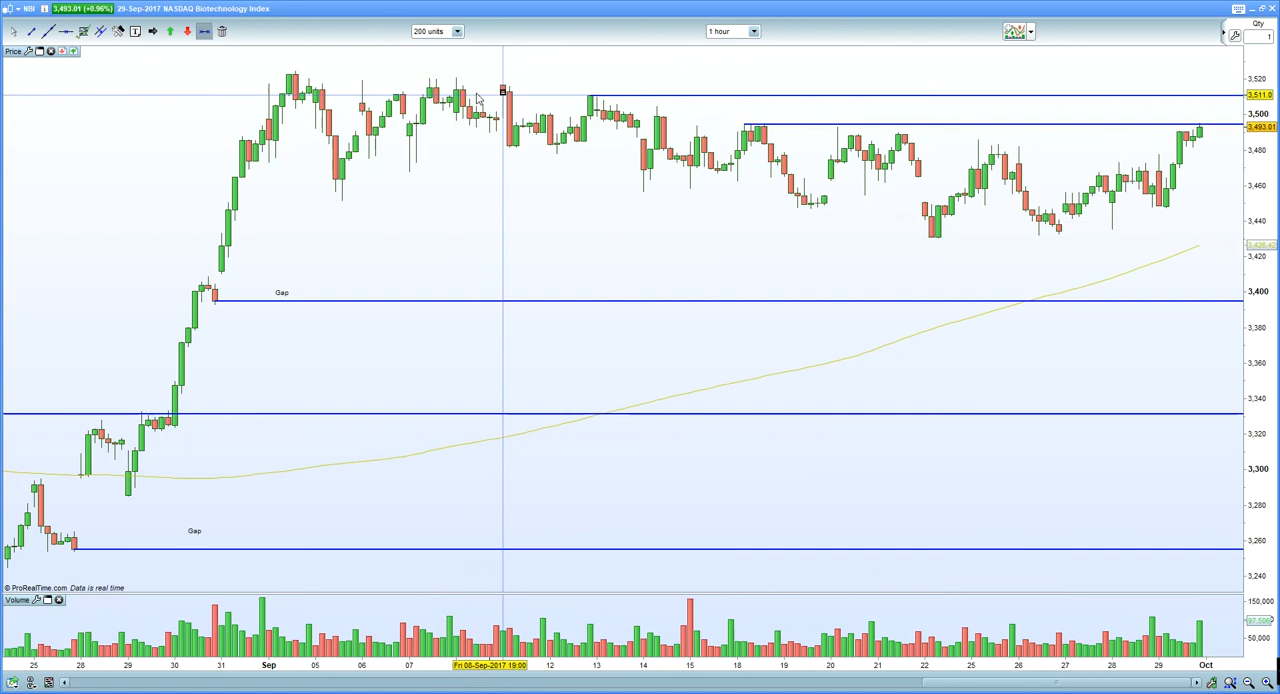 NBI 3,493.01 (+0.96%) 29-Sep-2017 NASDAQ Biotechnology Index
200 units
1 hour
Qty
1
Price
3,520
3,511.0
3,500
3,493.01
3,480
3,460
3,440
3,426.42
3,420
3,400
3,380
3,360
3,340
3,320
3,300
3,280
3,260
3,240
Gap
Gap
© ProRealTime.com Data is real time
Volume
150,000
97,506
50,000
25 28 29 30 31 Sep 05 06 07 Fri 08-Sep-2017 19:00 12 13 14 15 18 19 20 21 22 25 26 27 28 29 Oct